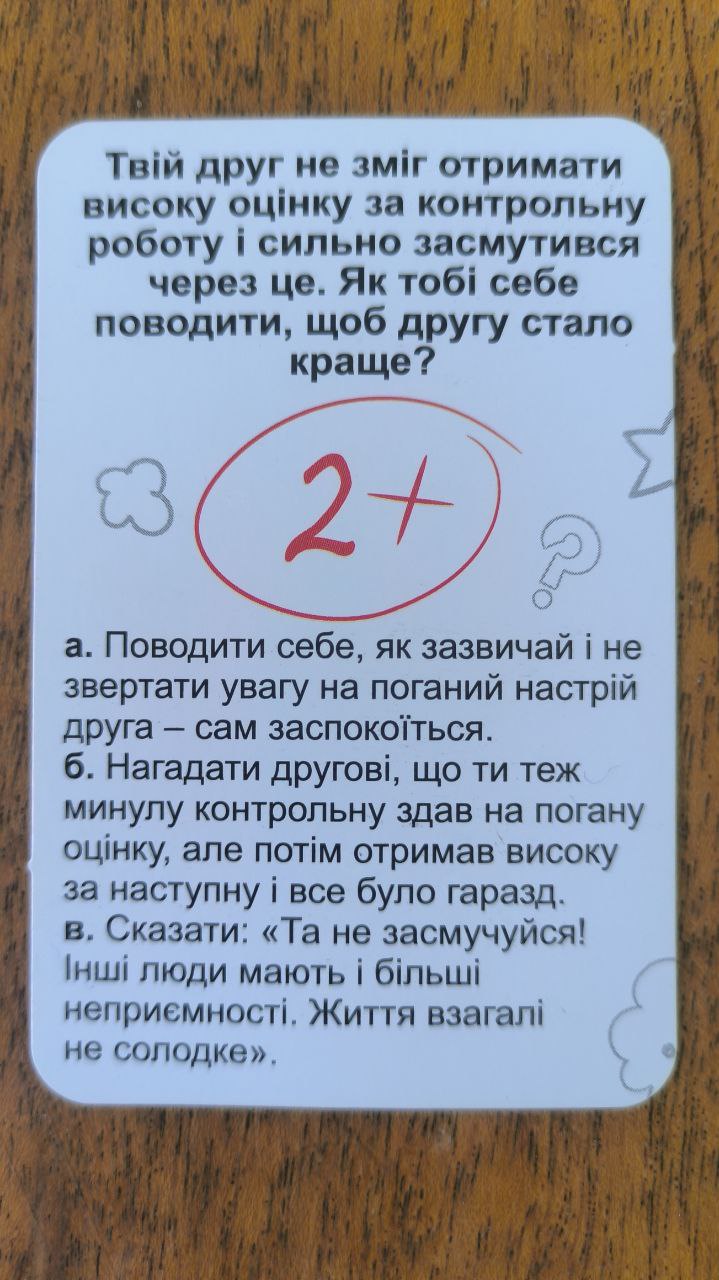 Твій друг не зміг отримати
високу оцінку за контрольну
роботу і сильно засмутився
через це. Як тобі себе
поводити, щоб другу стало
краще?
2+
а. Поводити себе, як зазвичай і не
звертати увагу на поганий настрій
друга – сам заспокоїться.
б. Нагадати другові, що ти теж
минулу контрольну здав на погану
оцінку, але потім отримав високу
за наступну і все було гаразд.
в. Сказати: «Та не засмучуйся!
Інші люди мають і більші
неприємності. Життя взагалі
не солодке».